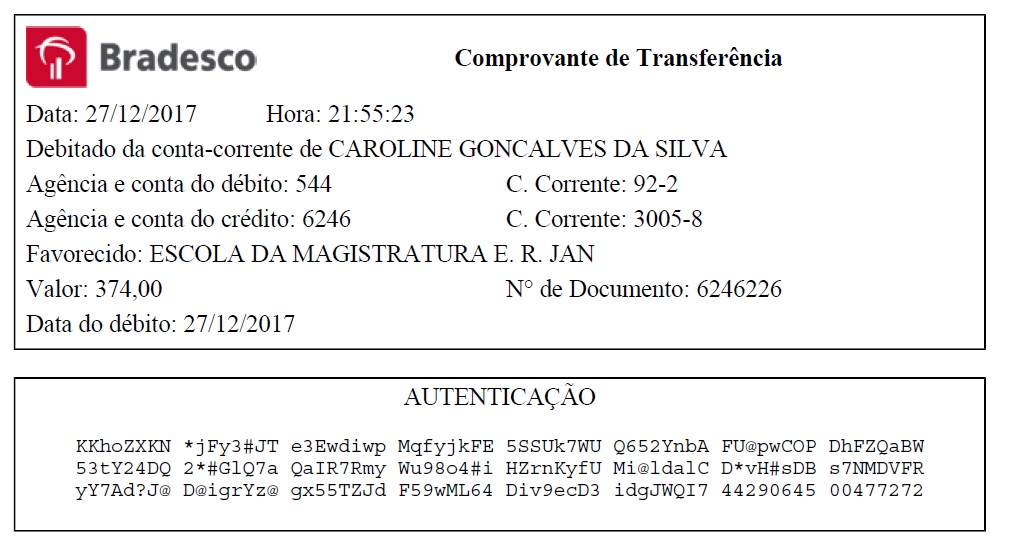 Bradesco Comprovante de Transferência
Data: 27/12/2017 Hora: 21:55:23
Debitado da conta-corrente de CAROLINE GONCALVES DA SILVA
Agência e conta do débito: 544 C. Corrente: 92-2
Agência e conta do crédito: 6246 C. Corrente: 3005-8
Favorecido: ESCOLA DA MAGISTRATURA E. R. JAN
Valor: 374,00 N° de Documento: 6246226
Data do débito: 27/12/2017
AUTENTICAÇÃO
KKhoZXKN *jFy3#JT e3Ewdiwp MqfyjkFE 5SSUk7WU Q652YnbA FU@pwCOP DhFZQaBW
53tY24DQ 2*#GlQ7a QaIR7Rmy Wu98o4#i HZrnKyfU Mi@ldalC D*vH#sDB s7NMDVFR
yY7Ad?J@ D@igrYz@ gx55TZJd F59wML64 Div9ecD3 idgJWQI7 44290645 00477272